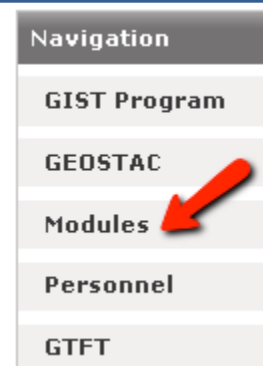 Navigation
GIST Program
GEOSTAC
Modules
Personnel
GTFT